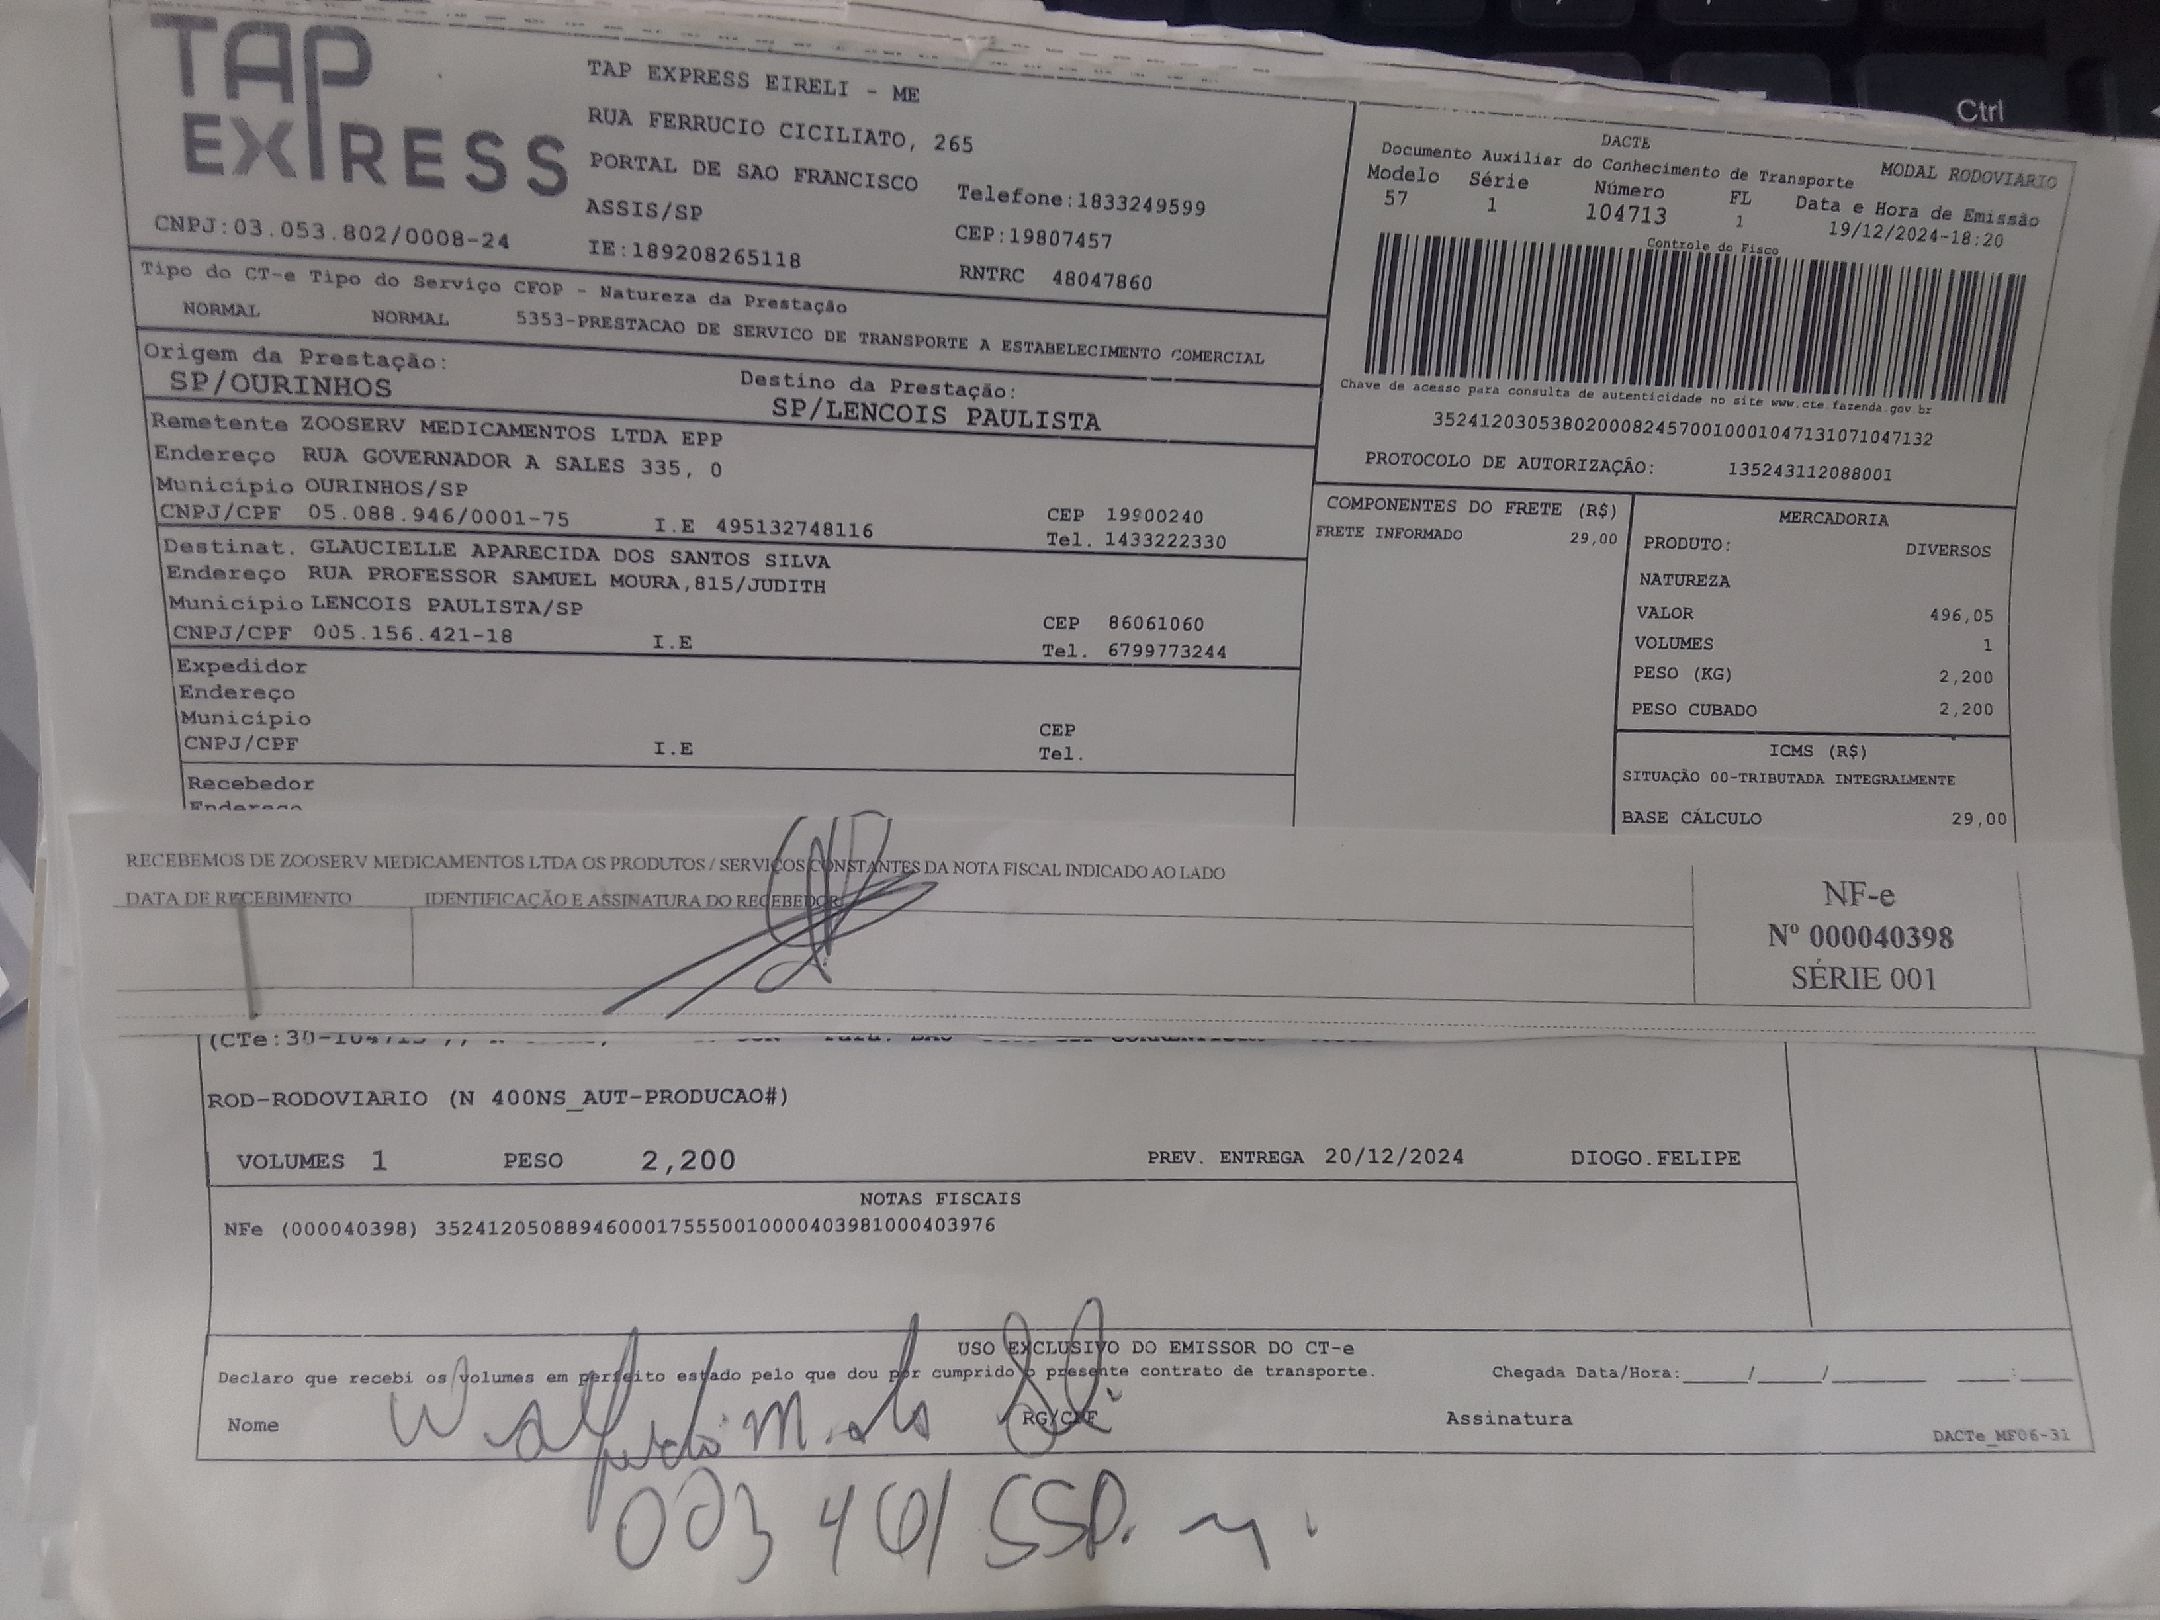 TAP EXPRESS
TAP EXPRESS EIRELI - ME
RUA FERRUCIO CICILIATO, 265
PORTAL DE SAO FRANCISCO Telefone:1833249599
ASSIS/SP CEP:19807457
CNPJ:03.053.802/0008-24 IE:189208265118 RNTRC 48047860
DACTE
Documento Auxiliar do Conhecimento de Transporte MODAL RODOVIARIO
Modelo Série Número FL Data e Hora de Emissão
57 1 104713 1 19/12/2024-18:20
Controle do Fisco
Chave de acesso para consulta de autenticidade no site www.cte.fazenda.gov br
35241203053802000824570010001047131071047132
PROTOCOLO DE AUTORIZAÇÃO: 135243112088001
Tipo do CT-e Tipo do Serviço CFOP - Natureza da Prestação
NORMAL NORMAL 5353-PRESTACAO DE SERVICO DE TRANSPORTE A ESTABELECIMENTO COMERCIAL
Origem da Prestação: Destino da Prestação:
SP/OURINHOS SP/LENCOIS PAULISTA
Remetente ZOOSERV MEDICAMENTOS LTDA EPP
Endereço RUA GOVERNADOR A SALES 335, 0
Município OURINHOS/SP CEP 19900240
CNPJ/CPF 05.088.946/0001-75 I.E 495132748116 Tel. 1433222330
Destinat. GLAUCIELLE APARECIDA DOS SANTOS SILVA
Endereço RUA PROFESSOR SAMUEL MOURA,815/JUDITH
Município LENCOIS PAULISTA/SP CEP 86061060
CNPJ/CPF 005.156.421-18 I.E Tel. 6799773244
Expedidor
Endereço
Município CEP
CNPJ/CPF I.E Tel.
Recebedor
Endereço
COMPONENTES DO FRETE (R$)
FRETE INFORMADO 29,00
MERCADORIA
PRODUTO: DIVERSOS
NATUREZA
VALOR 496,05
VOLUMES 1
PESO (KG) 2,200
PESO CUBADO 2,200
ICMS (R$)
SITUAÇÃO 00-TRIBUTADA INTEGRALMENTE
BASE CÁLCULO 29,00
RECEBEMOS DE ZOOSERV MEDICAMENTOS LTDA OS PRODUTOS / SERVIÇOS CONSTANTES DA NOTA FISCAL INDICADO AO LADO
DATA DE RECEBIMENTO IDENTIFICAÇÃO E ASSINATURA DO RECEBEDOR
NF-e
Nº 000040398
SÉRIE 001
ROD-RODOVIARIO (N 400NS_AUT-PRODUCAO#)
VOLUMES 1 PESO 2,200 PREV. ENTREGA 20/12/2024 DIOGO.FELIPE
NOTAS FISCAIS
NFe (000040398) 35241205088946000175550010000403981000403976
USO EXCLUSIVO DO EMISSOR DO CT-e
Declaro que recebi os volumes em perfeito estado pelo que dou por cumprido o presente contrato de transporte. Chegada Data/Hora:_____/_____/________ ____:____
Nome RG/CPF Assinatura
DACTe_MF06-31
SSP.
Ctrl